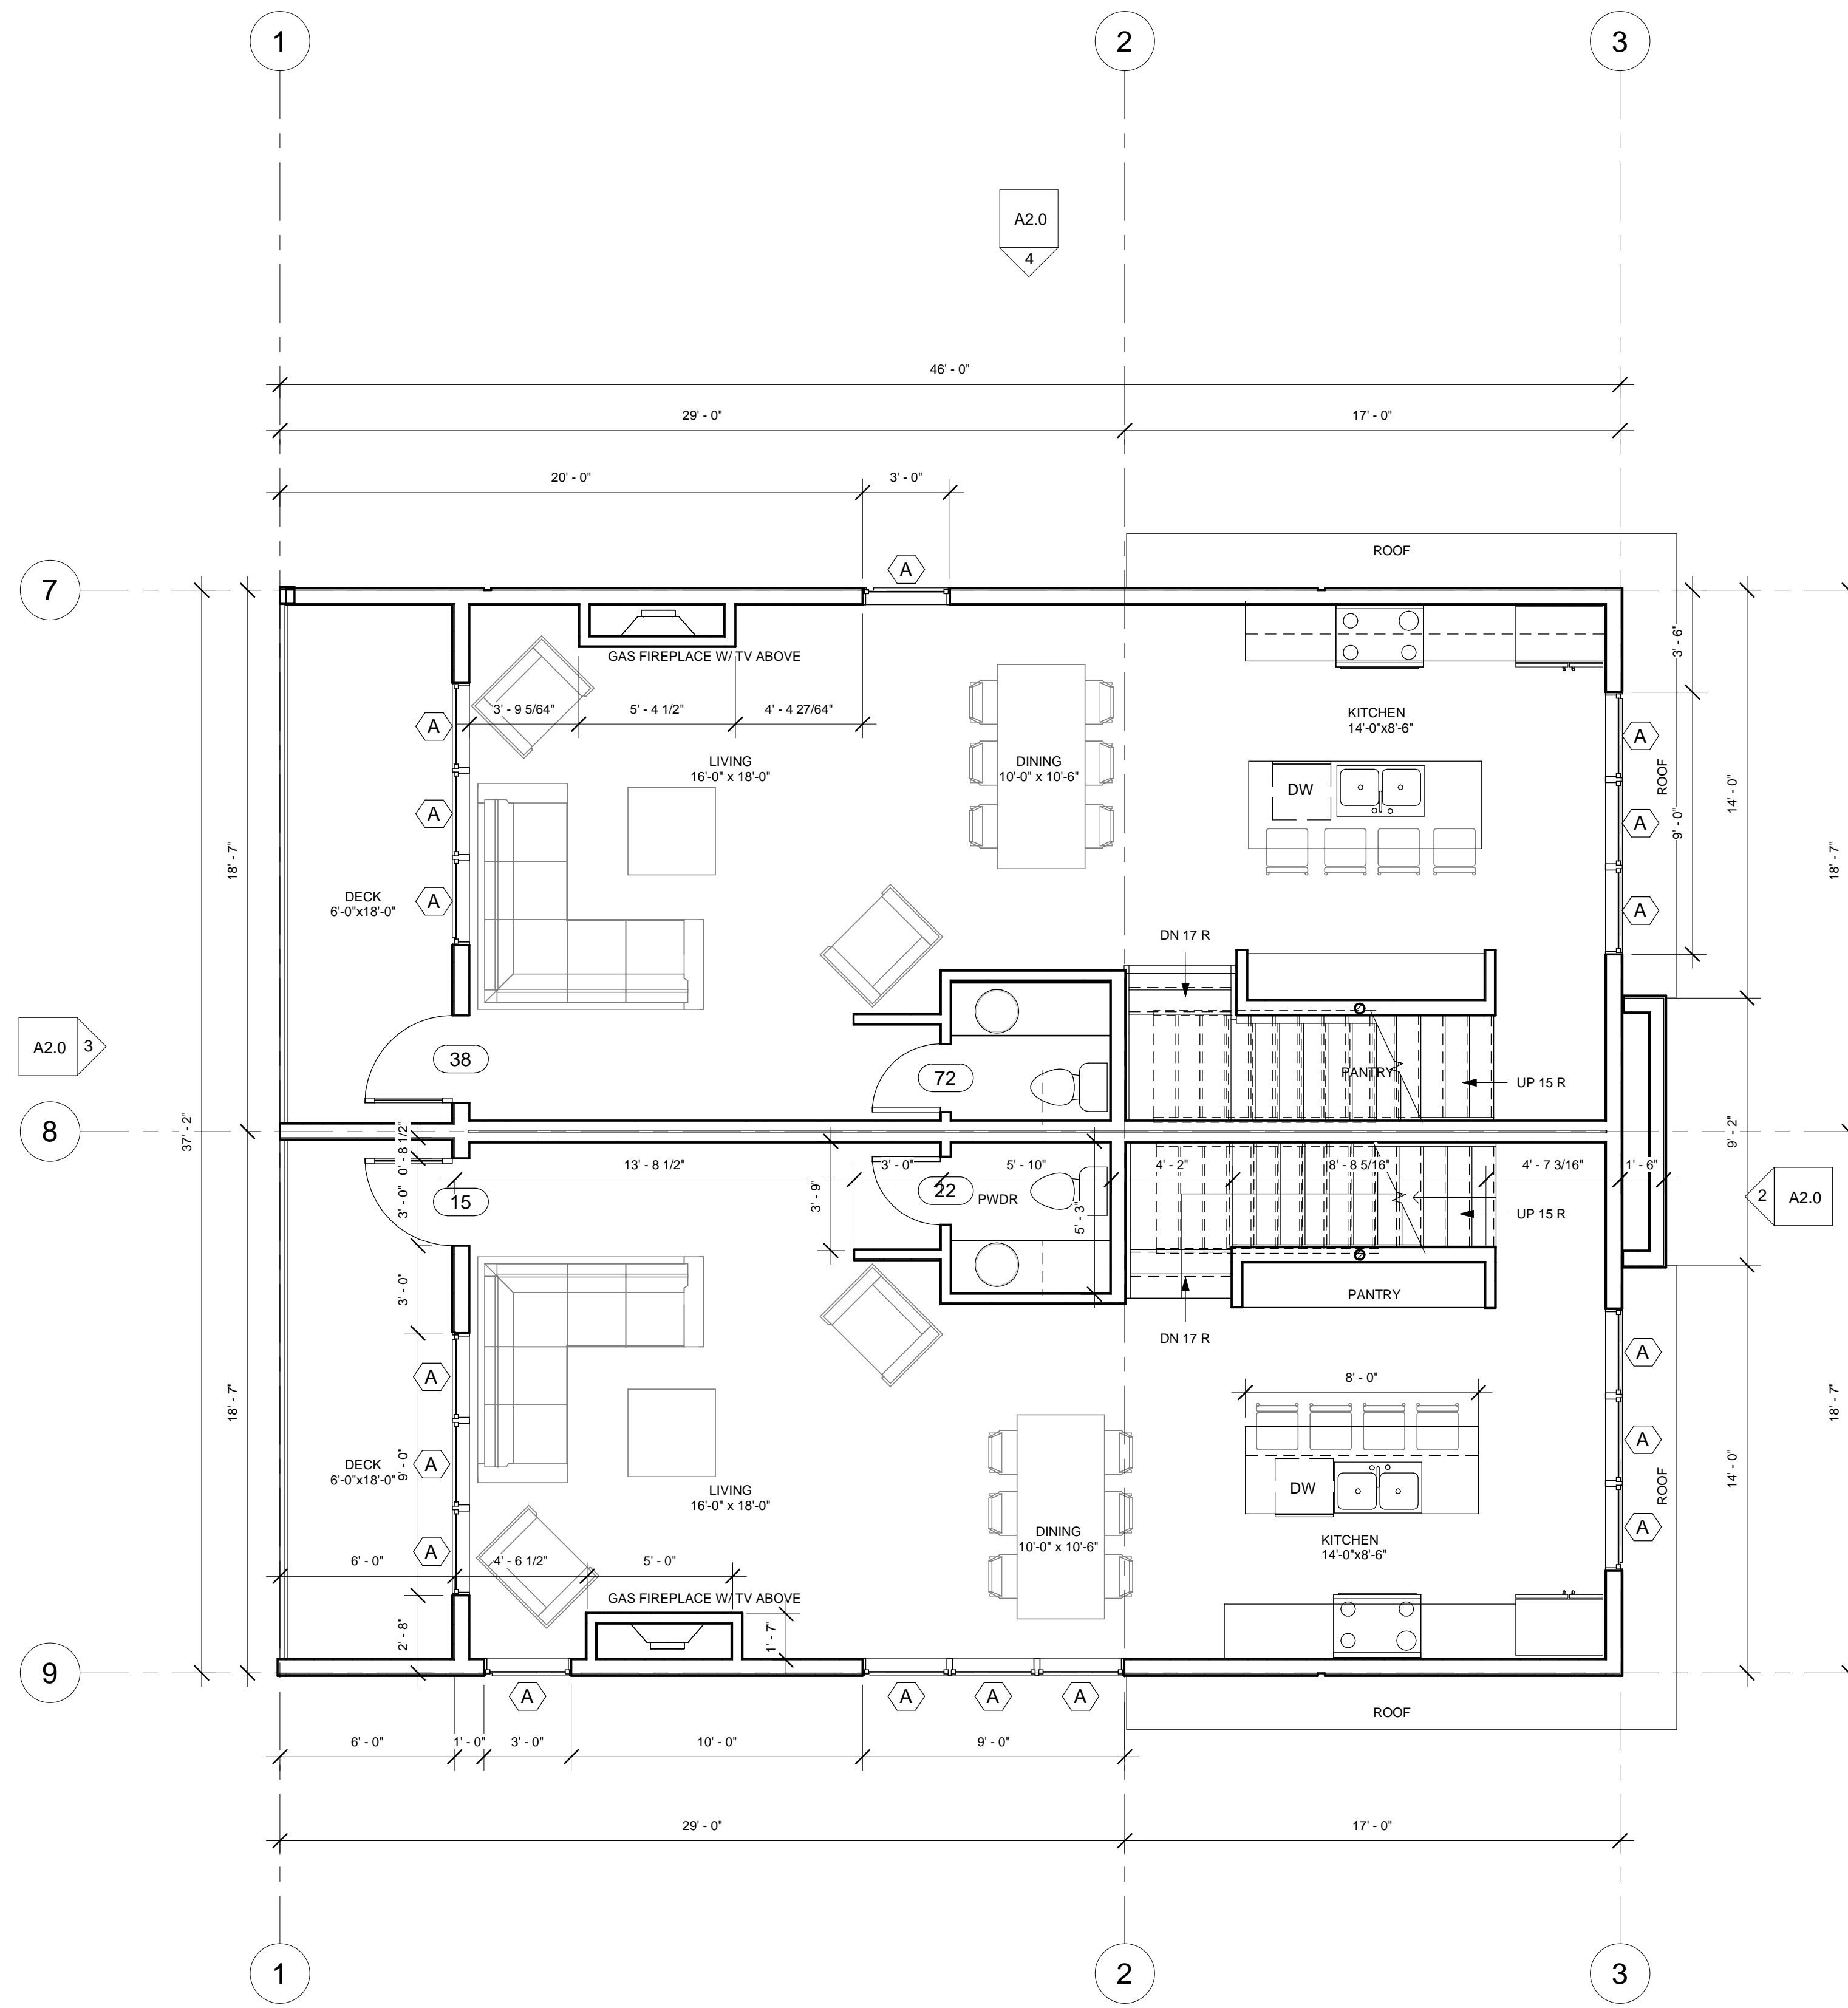 1
2
3
A2.0
4
46' - 0"
29' - 0"
17' - 0"
20' - 0"
3' - 0"
ROOF
A
7
GAS FIREPLACE W/ TV ABOVE
3' - 6"
3' - 9 5/64"
5' - 4 1/2"
4' - 4 27/64"
KITCHEN
14'-0"x8'-6"
A
A
LIVING
16'-0" x 18'-0"
DINING
10'-0" x 10'-6"
ROOF
14' - 0"
DW
A
A
9' - 0"
18' - 7"
18' - 7"
DECK
6'-0"x18'-0"
A
A
DN 17 R
A2.0
3
38
72
PANTRY
UP 15 R
8
37' - 2"
0' - 8 1/2"
9' - 2"
13' - 8 1/2"
3' - 0"
5' - 10"
4' - 2"
8' - 8 5/16"
4' - 7 3/16"
1' - 6"
3' - 0"
15
3' - 9"
22
PWDR
5' - 3"
UP 15 R
2
A2.0
3' - 0"
PANTRY
DN 17 R
A
A
8' - 0"
18' - 7"
18' - 7"
A
DECK
6'-0"x18'-0"
9' - 0"
A
LIVING
16'-0" x 18'-0"
DW
ROOF
14' - 0"
A
DINING
10'-0" x 10'-6"
KITCHEN
14'-0"x8'-6"
A
6' - 0"
4' - 6 1/2"
5' - 0"
GAS FIREPLACE W/ TV ABOVE
2' - 8"
1' - 7"
9
A
A
A
A
ROOF
6' - 0"
1' - 0"
3' - 0"
10' - 0"
9' - 0"
29' - 0"
17' - 0"
1
2
3